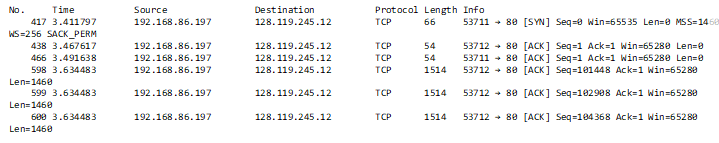 No. Time Source Destination Protocol Length Info
417 3.411797 192.168.86.197 128.119.245.12 TCP 66 53711 → 80 [SYN] Seq=0 Win=65535 Len=0 MSS=1460
WS=256 SACK_PERM
438 3.467617 192.168.86.197 128.119.245.12 TCP 54 53712 → 80 [ACK] Seq=1 Ack=1 Win=65280 Len=0
466 3.491638 192.168.86.197 128.119.245.12 TCP 54 53711 → 80 [ACK] Seq=1 Ack=1 Win=65280 Len=0
598 3.634483 192.168.86.197 128.119.245.12 TCP 1514 53712 → 80 [ACK] Seq=101448 Ack=1 Win=65280
Len=1460
599 3.634483 192.168.86.197 128.119.245.12 TCP 1514 53712 → 80 [ACK] Seq=102908 Ack=1 Win=65280
Len=1460
600 3.634483 192.168.86.197 128.119.245.12 TCP 1514 53712 → 80 [ACK] Seq=104368 Ack=1 Win=65280
Len=1460